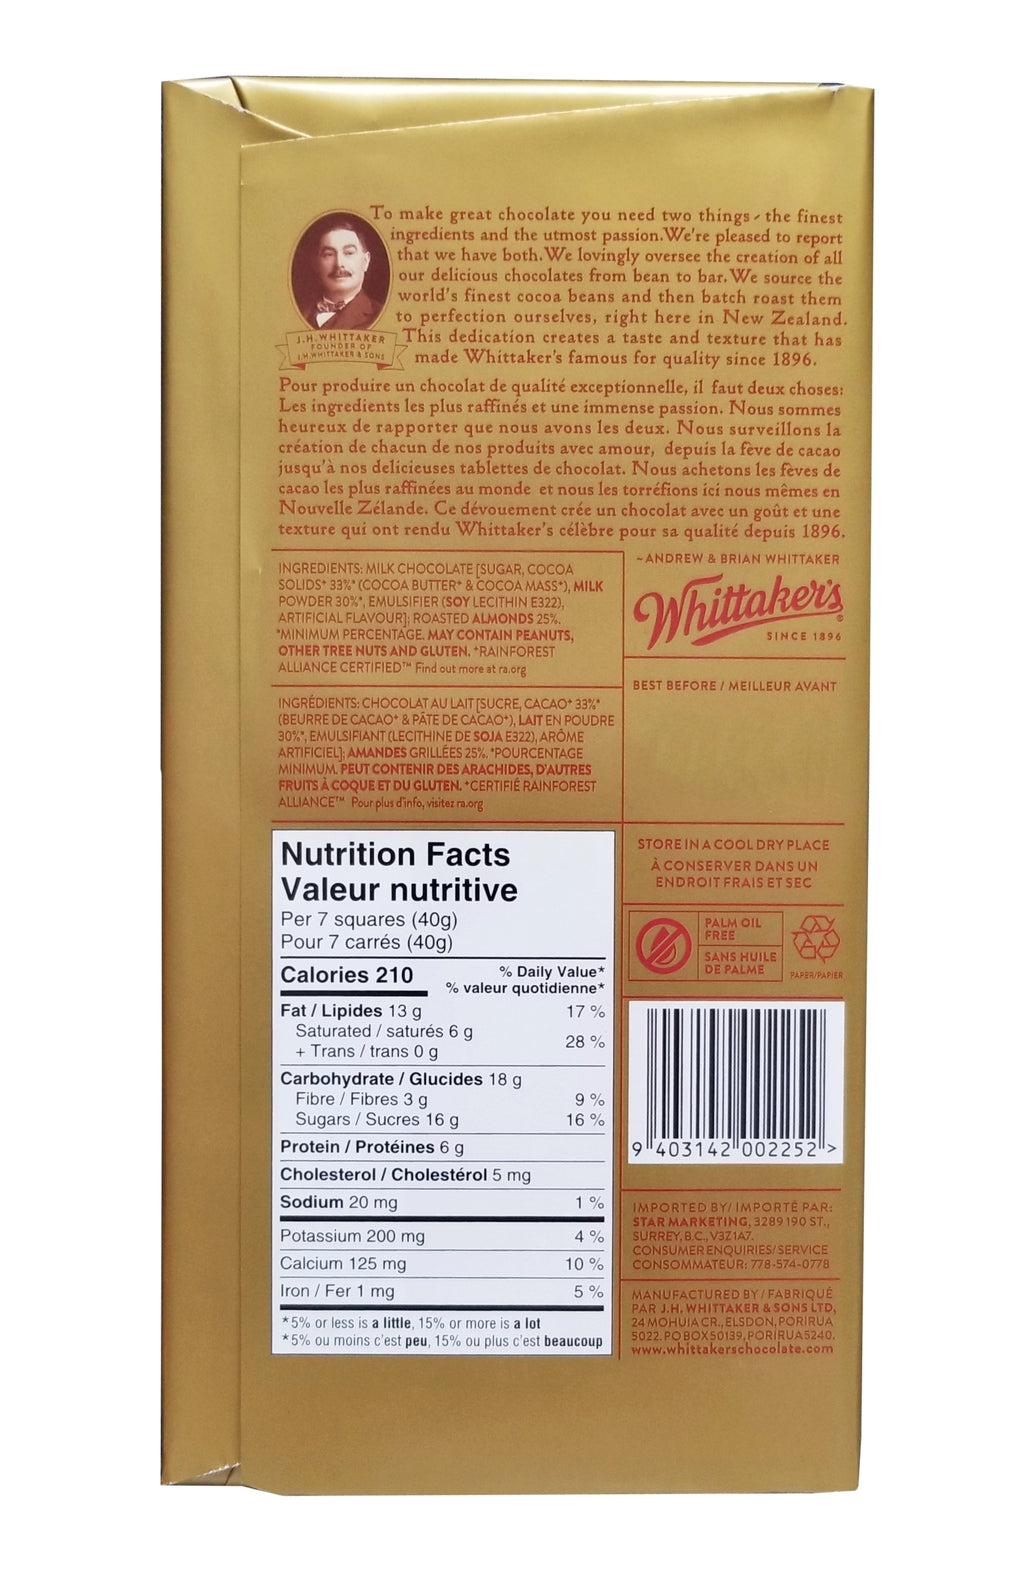 To make great chocolate you need two things - the finest
ingredients and the utmost passion. We're pleased to report
that we have both. We lovingly oversee the creation of all
our delicious chocolates from bean to bar. We source the
world's finest cocoa beans and then batch roast them
to perfection ourselves, right here in New Zealand.
This dedication creates a taste and texture that has
made Whittaker's famous for quality since 1896.
J.H. WHITTAKER
FOUNDER OF
J.H. WHITTAKER & SONS
Pour produire un chocolat de qualité exceptionnelle, il faut deux choses:
Les ingredients les plus raffinés et une immense passion. Nous sommes
heureux de rapporter que nous avons les deux. Nous surveillons la
création de chacun de nos produits avec amour, depuis la fève de cacao
jusqu'à nos delicieuses tablettes de chocolat. Nous achetons les fèves de
cacao les plus raffinées au monde et nous les torréfions ici nous mêmes en
Nouvelle Zélande. Ce dévouement crée un chocolat avec un goût et une
texture qui ont rendu Whittaker's célèbre pour sa qualité depuis 1896.
~ANDREW & BRIAN WHITTAKER
Whittaker's®
SINCE 1896
INGREDIENTS: MILK CHOCOLATE [SUGAR, COCOA
SOLIDS⁺ 33%* (COCOA BUTTER⁺ & COCOA MASS⁺), MILK
POWDER 30%*, EMULSIFIER (SOY LECITHIN E322),
ARTIFICIAL FLAVOUR]; ROASTED ALMONDS 25%.
*MINIMUM PERCENTAGE. MAY CONTAIN PEANUTS,
OTHER TREE NUTS AND GLUTEN. ⁺RAINFOREST
ALLIANCE CERTIFIED™ Find out more at ra.org
BEST BEFORE / MEILLEUR AVANT
INGRÉDIENTS: CHOCOLAT AU LAIT [SUCRE, CACAO⁺ 33%*
(BEURRE DE CACAO⁺ & PÂTE DE CACAO⁺), LAIT EN POUDRE
30%*, EMULSIFIANT (LECITHINE DE SOJA E322), ARÔME
ARTIFICIEL]; AMANDES GRILLÉES 25%. *POURCENTAGE
MINIMUM. PEUT CONTENIR DES ARACHIDES, D'AUTRES
FRUITS À COQUE ET DU GLUTEN. ⁺CERTIFIÉ RAINFOREST
ALLIANCE™ Pour plus d'info, visitez ra.org
Nutrition Facts
Valeur nutritive
Per 7 squares (40g)
Pour 7 carrés (40g)
Calories 210
% Daily Value*
% valeur quotidienne*
Fat / Lipides 13 g 17 %
Saturated / saturés 6 g
+ Trans / trans 0 g
28 %
Carbohydrate / Glucides 18 g
Fibre / Fibres 3 g 9 %
Sugars / Sucres 16 g 16 %
Protein / Protéines 6 g
Cholesterol / Cholestérol 5 mg
Sodium 20 mg 1 %
Potassium 200 mg 4 %
Calcium 125 mg 10 %
Iron / Fer 1 mg 5 %
*5% or less is a little, 15% or more is a lot
*5% ou moins c'est peu, 15% ou plus c'est beaucoup
STORE IN A COOL DRY PLACE
À CONSERVER DANS UN
ENDROIT FRAIS ET SEC
PALM OIL
FREE
SANS HUILE
DE PALME
PAPER/PAPIER
9 403142 002252 >
IMPORTED BY/ IMPORTÉ PAR:
STAR MARKETING, 3289 190 ST.,
SURREY, B.C., V3Z 1A7.
CONSUMER ENQUIRIES/ SERVICE
CONSOMMATEUR: 778-574-0778
MANUFACTURED BY / FABRIQUÉ
PAR J.H. WHITTAKER & SONS LTD,
24 MOHUIA CR., ELSDON, PORIRUA
5022. PO BOX 50139, PORIRUA 5240.
www.whittakerschocolate.com